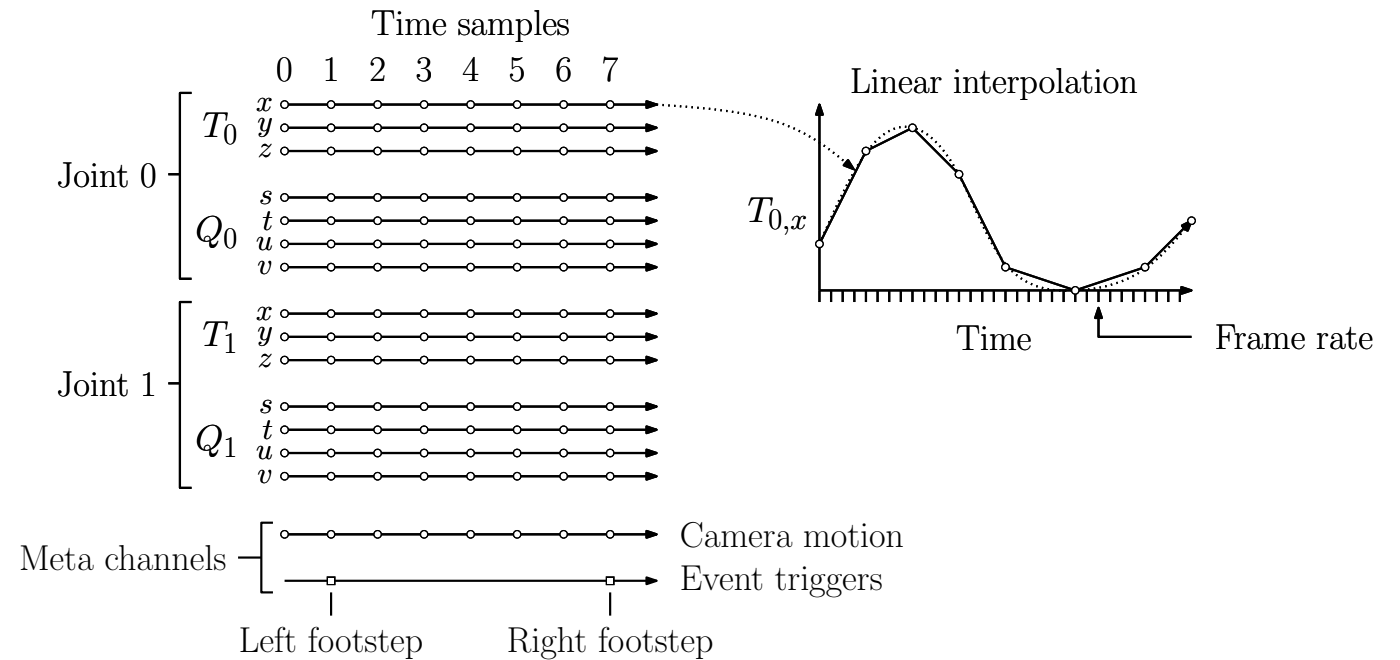 Time samples
0 1 2 3 4 5 6 7
Linear interpolation
Joint 0
T0
x
y
z
Q0
s
t
u
v
T0,x
Time
Frame rate
Joint 1
T1
x
y
z
Q1
s
t
u
v
Meta channels
Camera motion
Event triggers
Left footstep
Right footstep